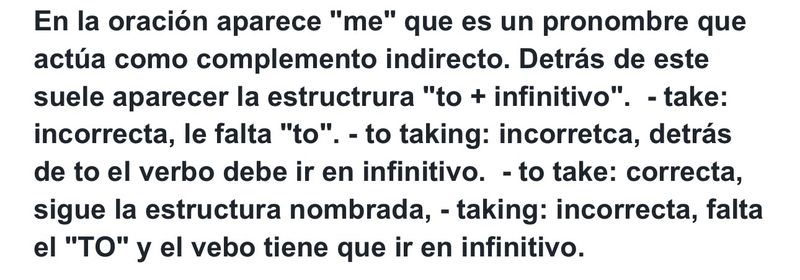 En la oración aparece "me" que es un pronombre que
actúa como complemento indirecto. Detrás de este
suele aparecer la estructrura "to + infinitivo".  - take:
incorrecta, le falta "to". - to taking: incorretca, detrás
de to el verbo debe ir en infinitivo.  - to take: correcta,
sigue la estructura nombrada, - taking: incorrecta, falta
el "TO" y el vebo tiene que ir en infinitivo.